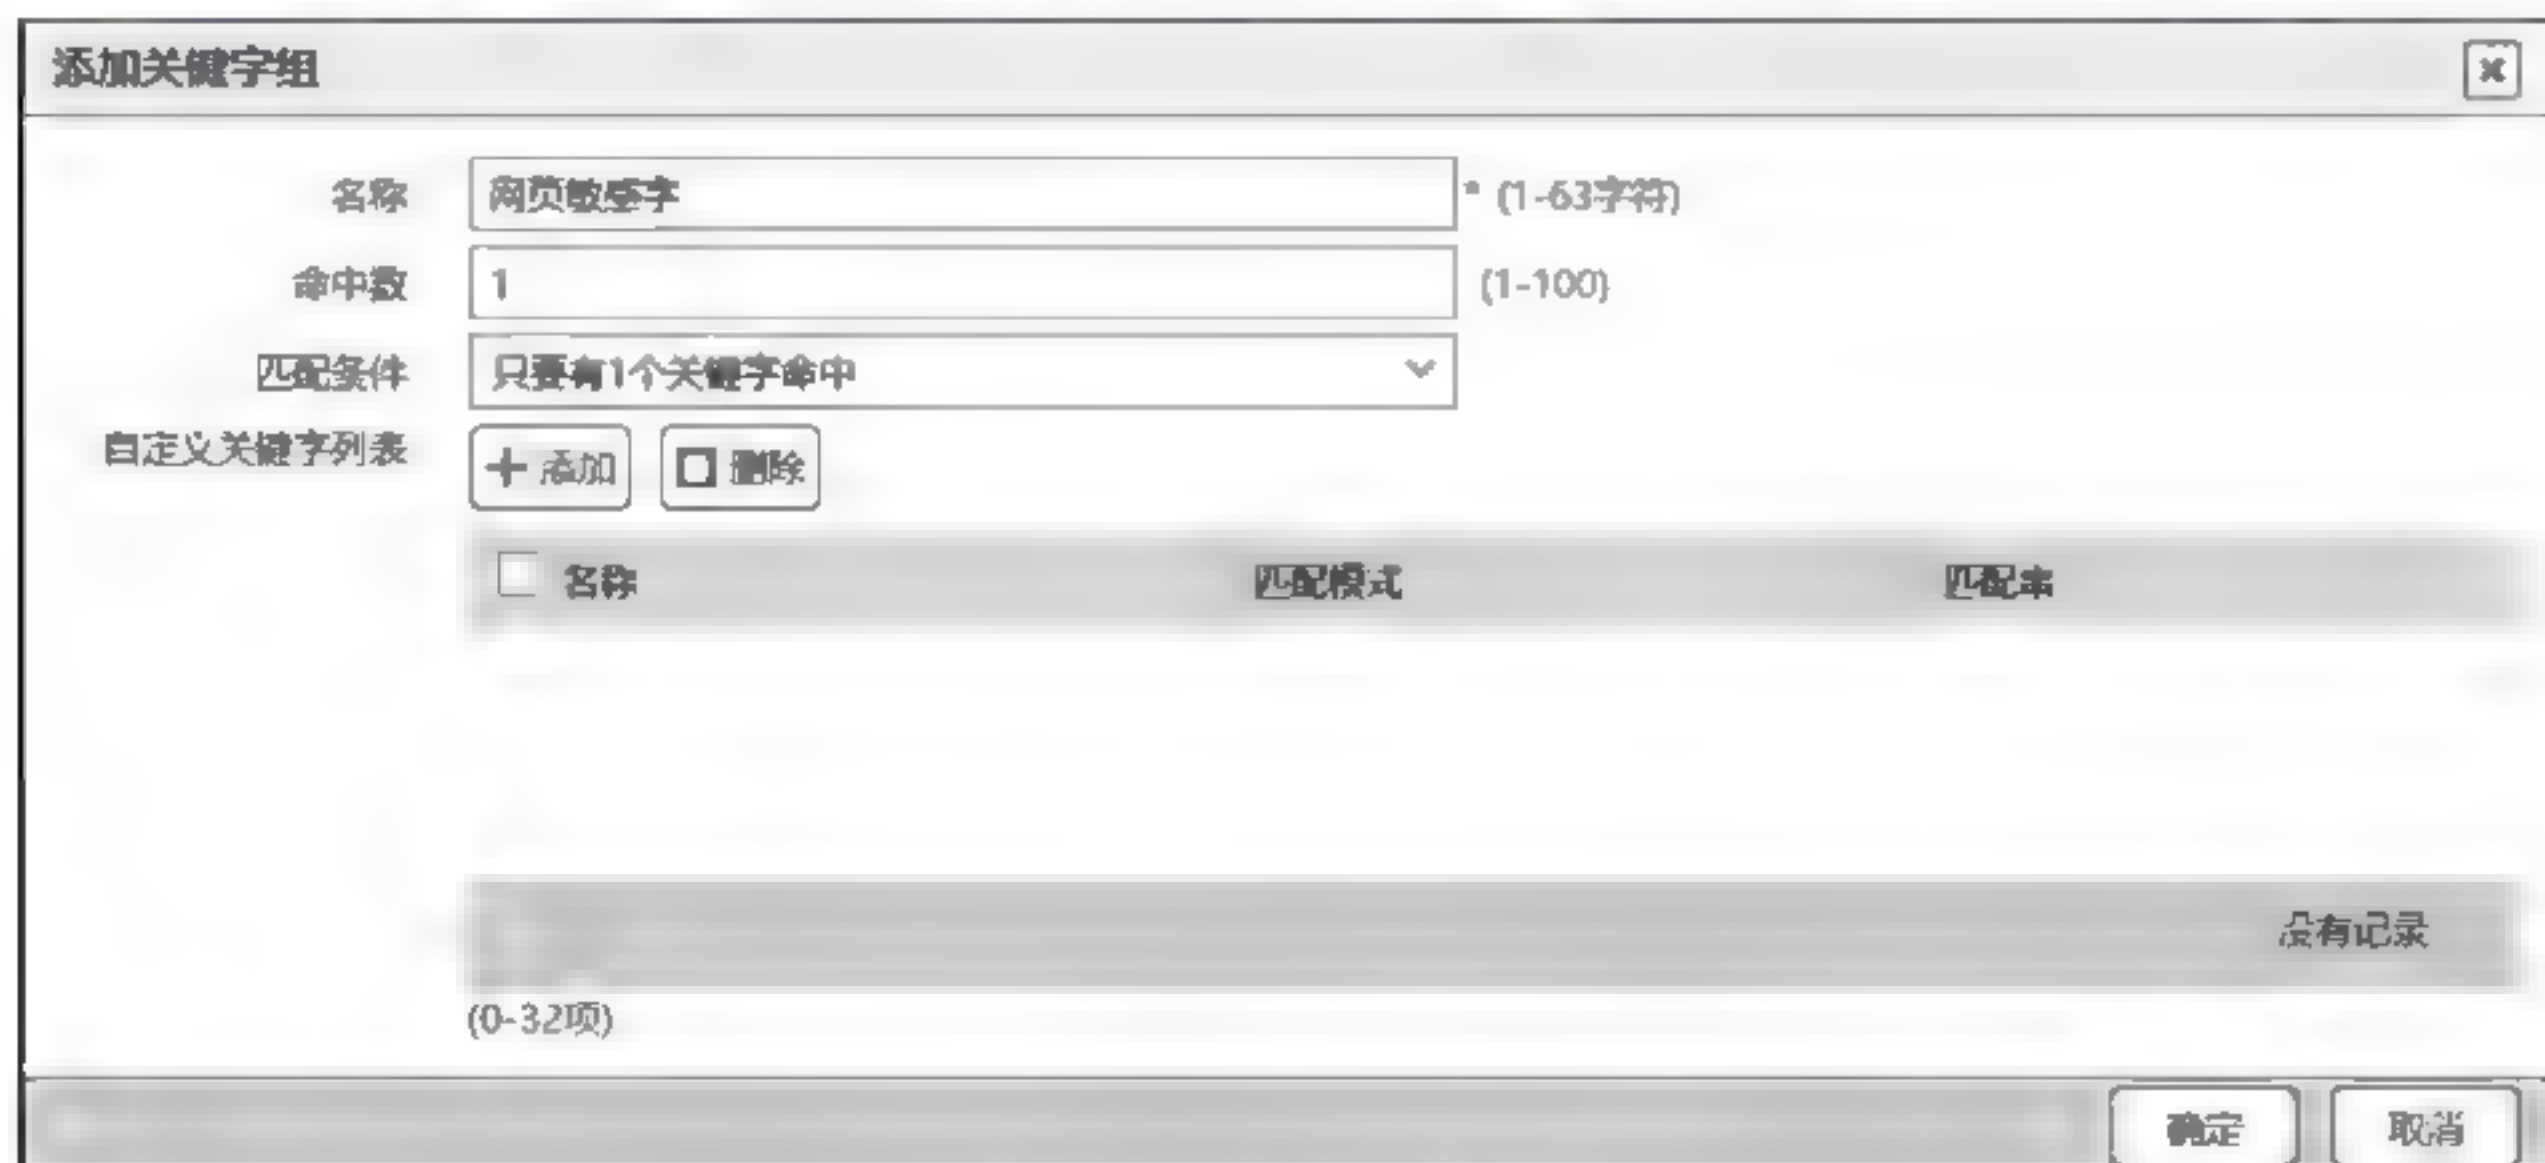 添加关键字组
名称 网页敏感字 * (1-63字符)
命中数 1 (1-100)
匹配条件 只要有1个关键字命中
自定义关键字列表 添加 删除
名称 匹配模式 匹配串
没有记录
(0-32项)
确定 取消